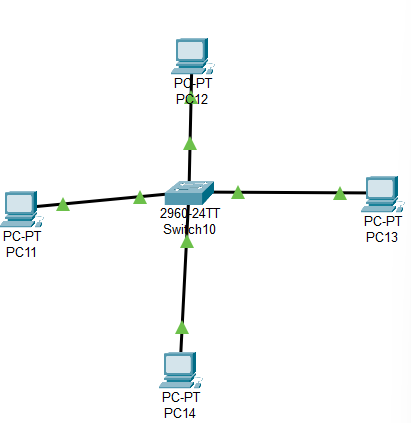 PC-PT
PC12
2960-24TT
Switch10
PC-PT
PC11
PC-PT
PC13
PC-PT
PC14